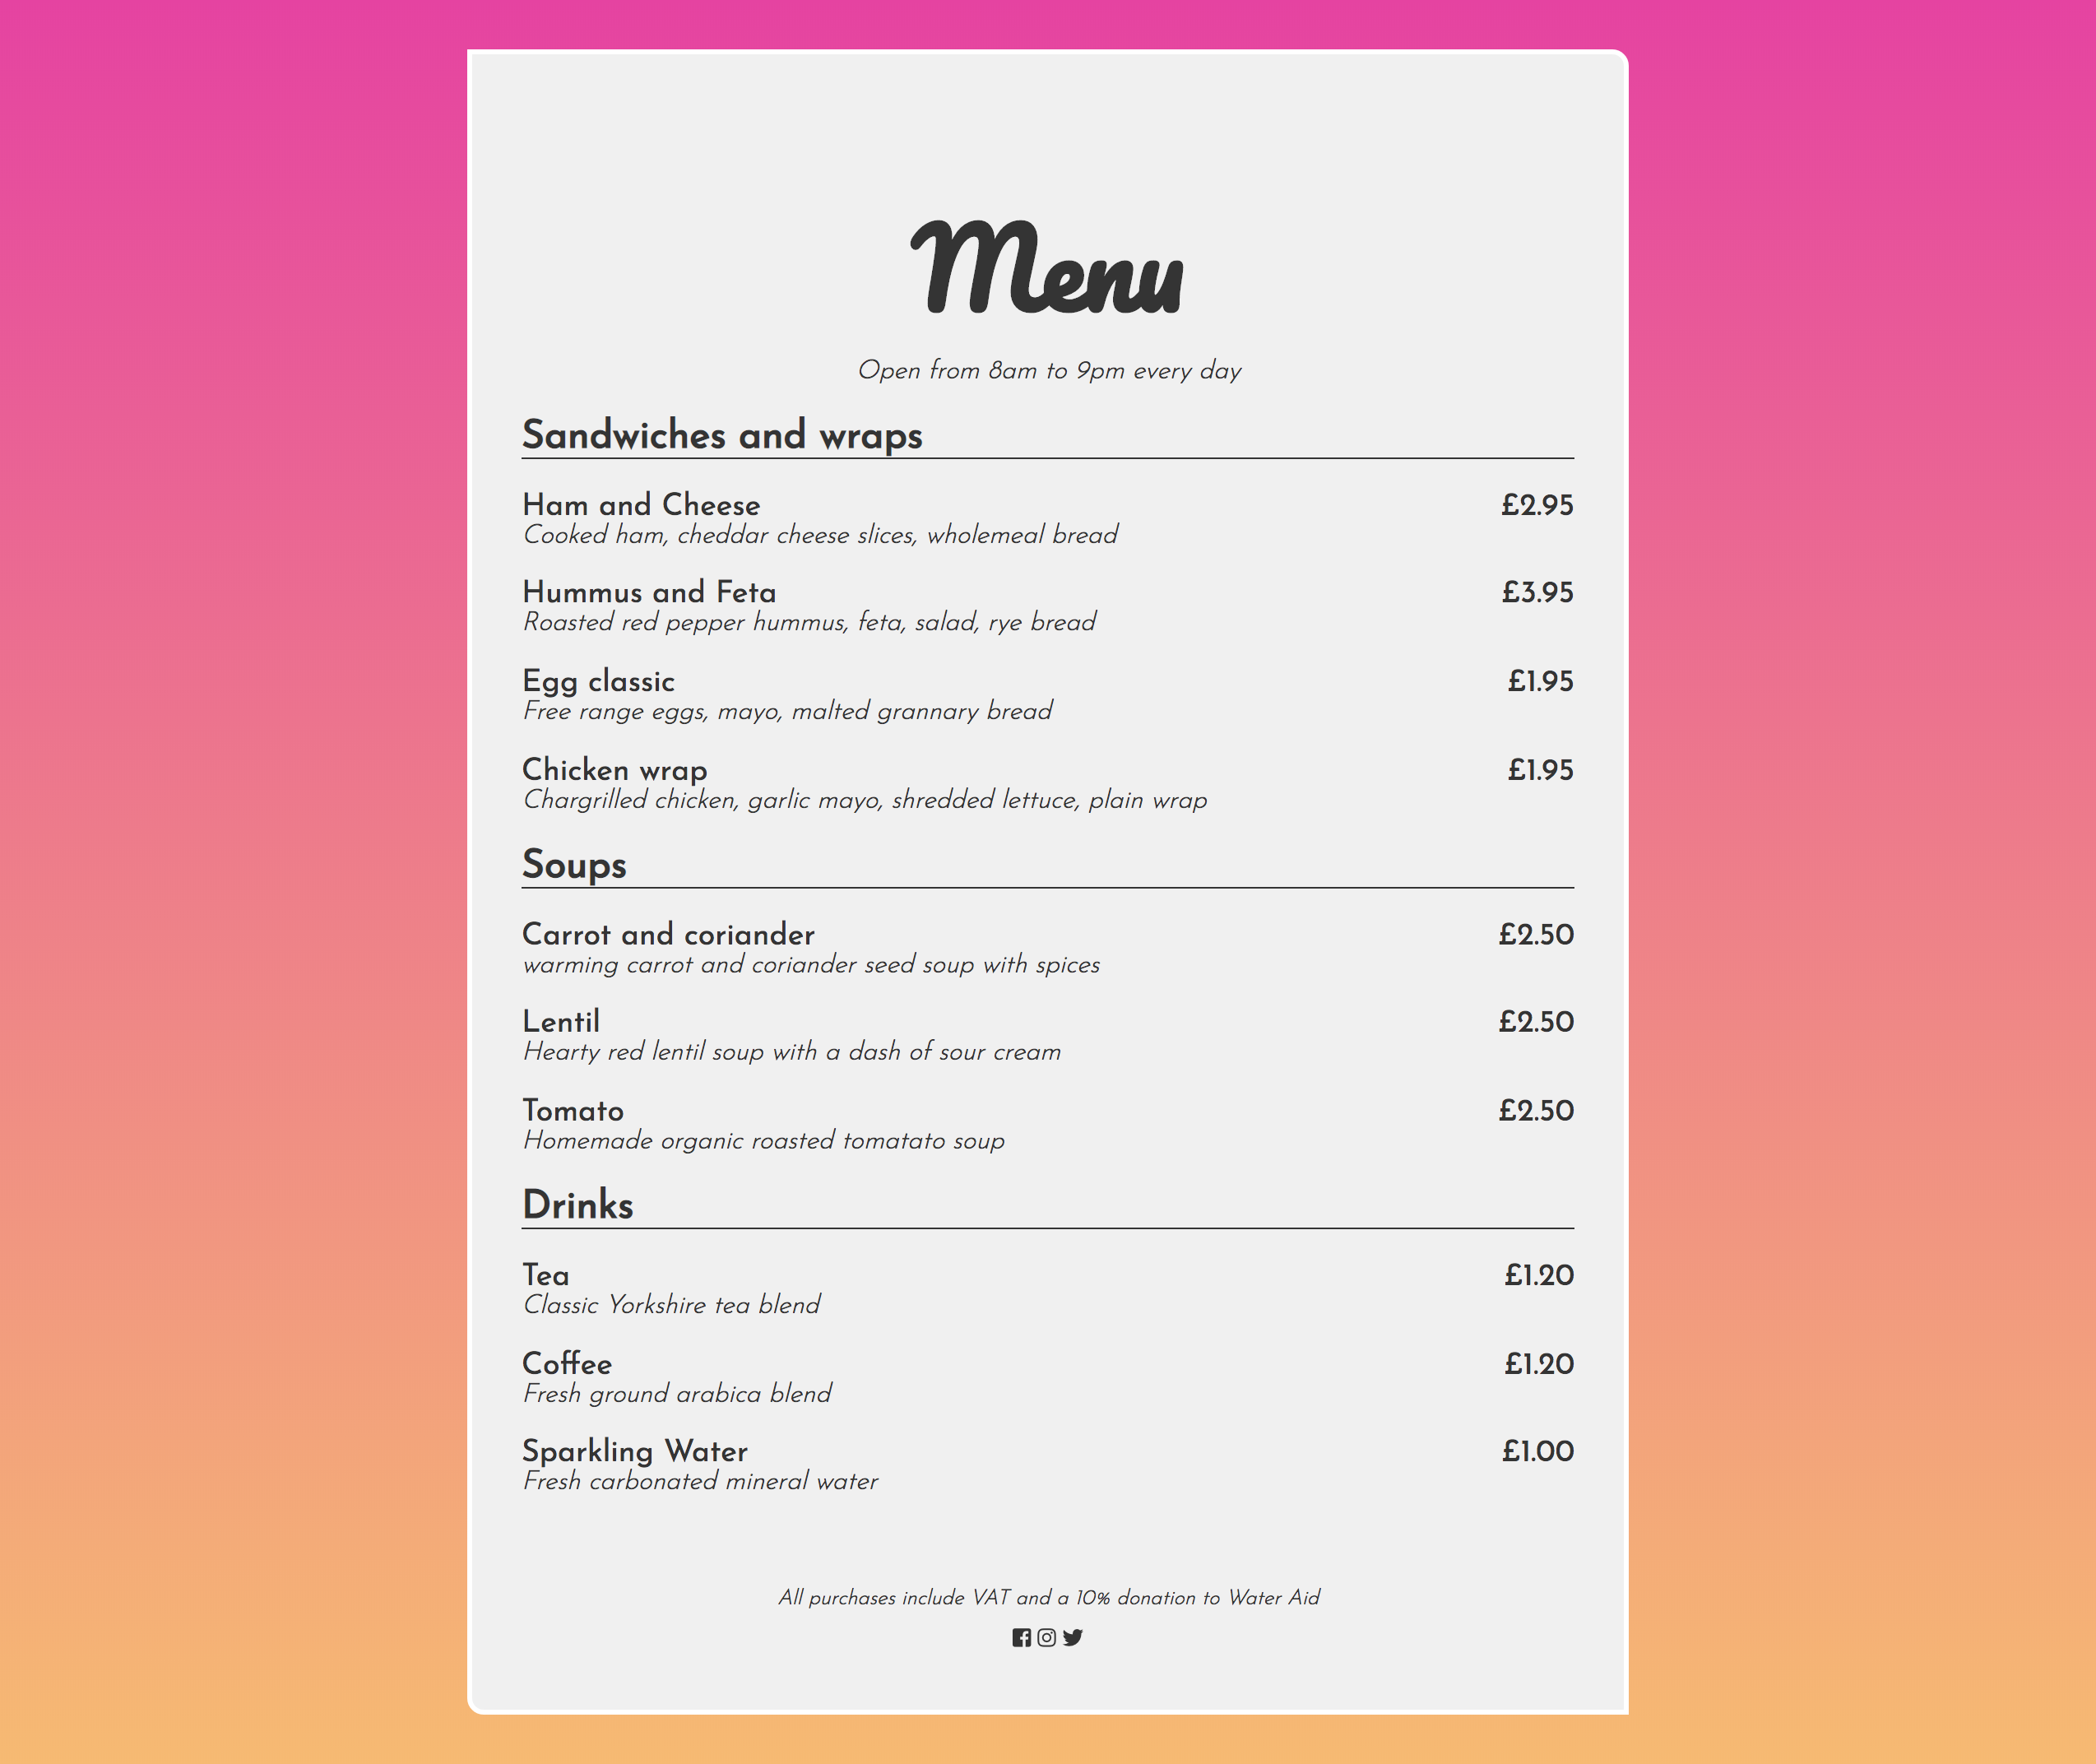 Menu
Open from 8am to 9pm every day
Sandwiches and wraps
Ham and Cheese £2.95
Cooked ham, cheddar cheese slices, wholemeal bread
Hummus and Feta £3.95
Roasted red pepper hummus, feta, salad, rye bread
Egg classic £1.95
Free range eggs, mayo, malted grannary bread
Chicken wrap £1.95
Chargrilled chicken, garlic mayo, shredded lettuce, plain wrap
Soups
Carrot and coriander £2.50
warming carrot and coriander seed soup with spices
Lentil £2.50
Hearty red lentil soup with a dash of sour cream
Tomato £2.50
Homemade organic roasted tomatato soup
Drinks
Tea £1.20
Classic Yorkshire tea blend
Coffee £1.20
Fresh ground arabica blend
Sparkling Water £1.00
Fresh carbonated mineral water
All purchases include VAT and a 10% donation to Water Aid